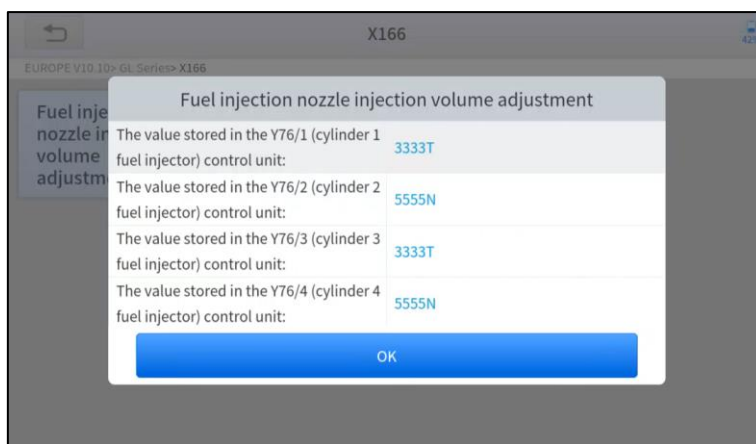 X166
429
EUROPE V10.10> GL Series> X166
Fuel inje
nozzle in
volume
adjustm
Fuel injection nozzle injection volume adjustment
The value stored in the Y76/1 (cylinder 1
fuel injector) control unit:
3333T
The value stored in the Y76/2 (cylinder 2
fuel injector) control unit:
5555N
The value stored in the Y76/3 (cylinder 3
fuel injector) control unit:
3333T
The value stored in the Y76/4 (cylinder 4
fuel injector) control unit:
5555N
OK